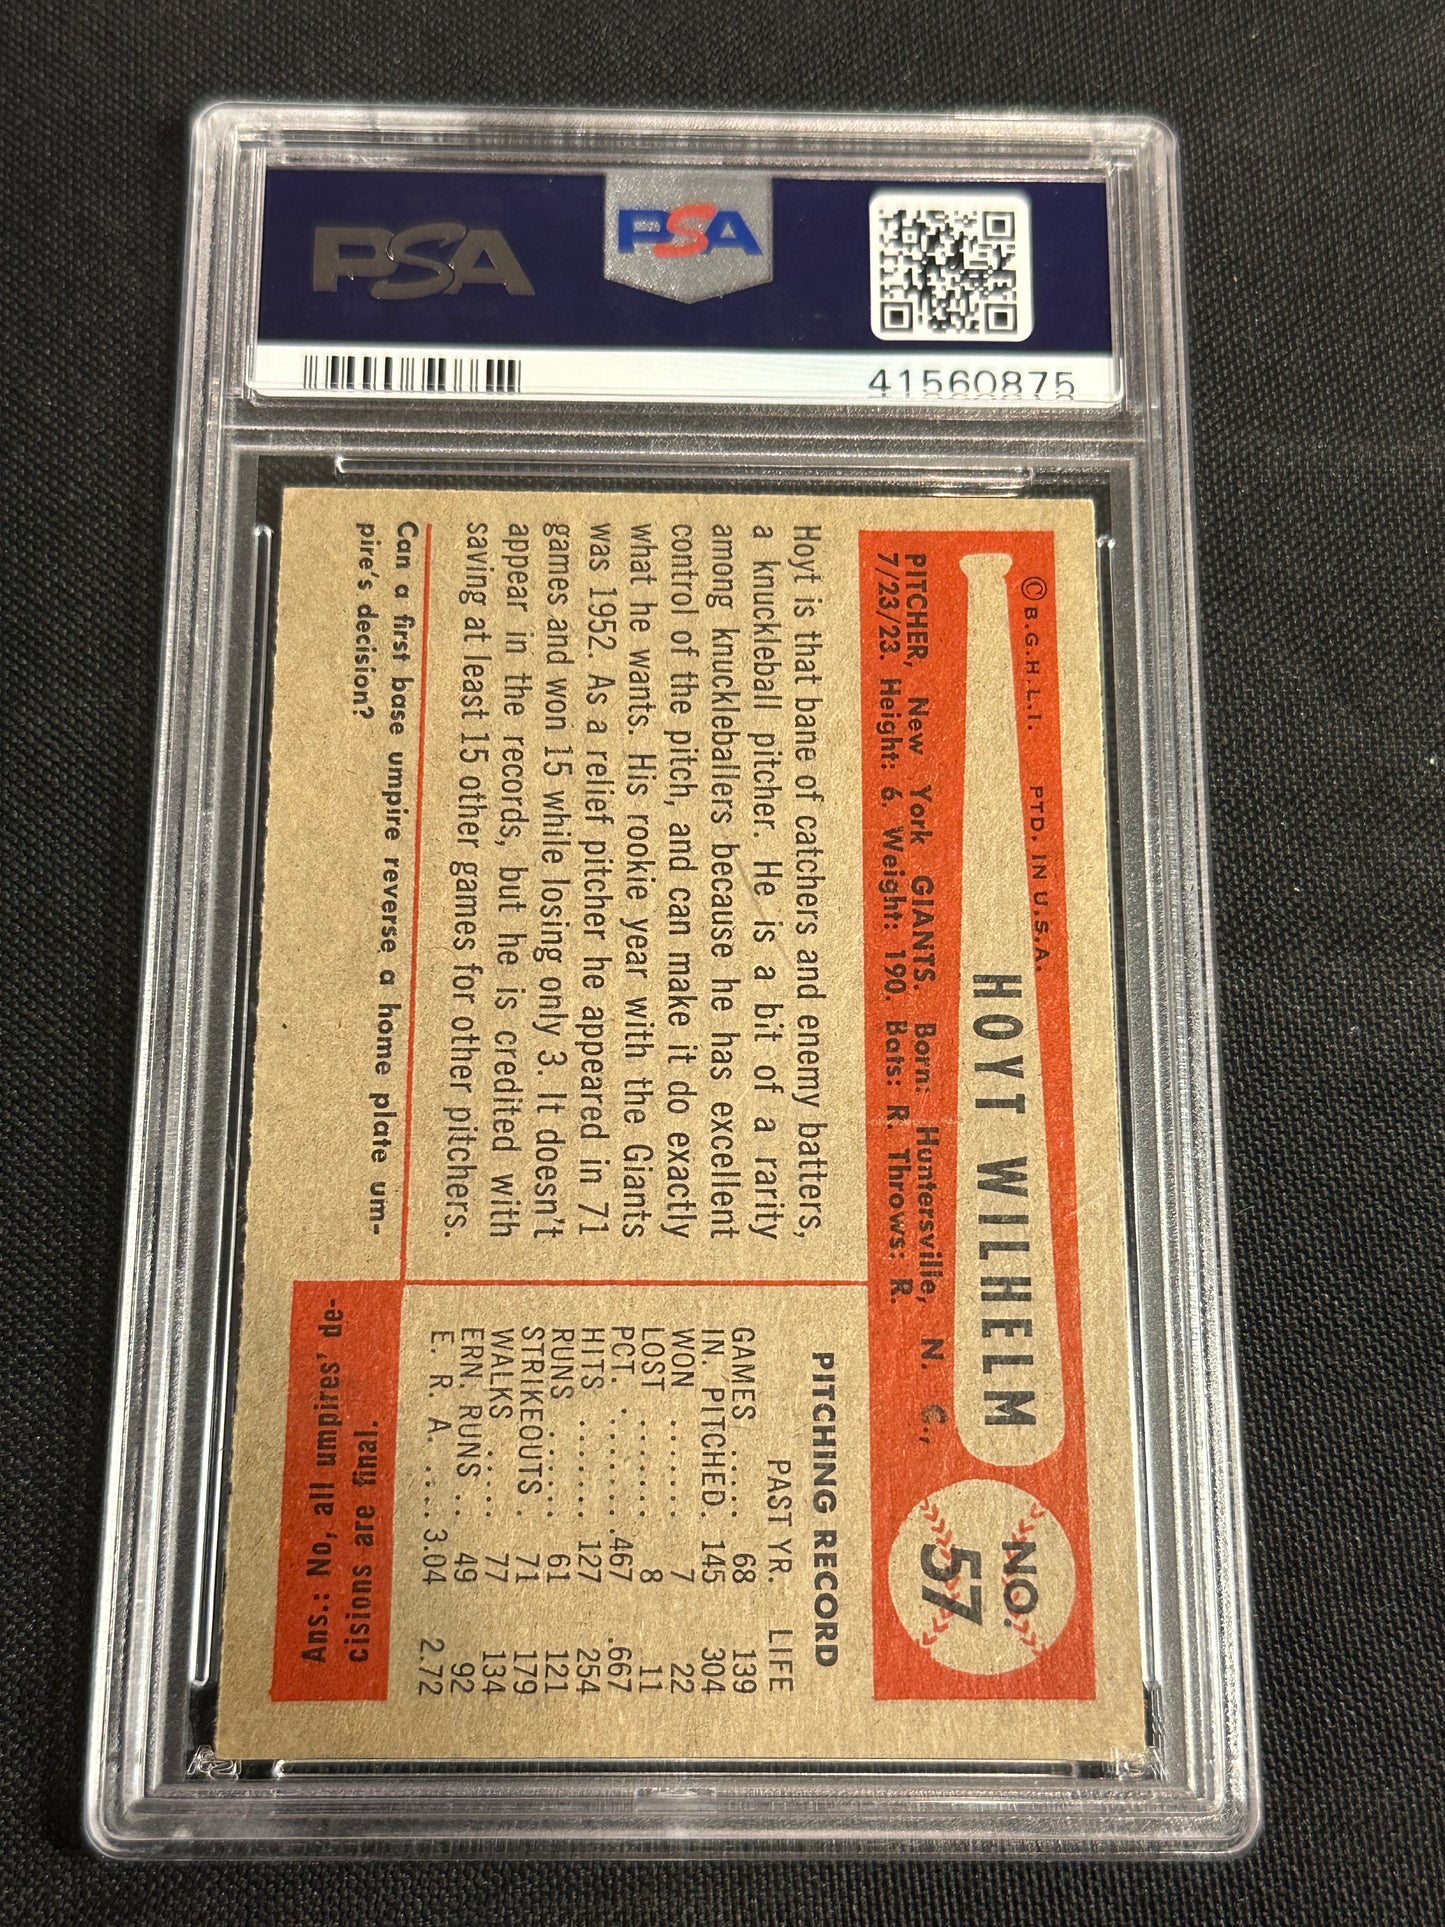 PSA
PSA
41560875
© B.G.H.L.I. PTD. IN U.S.A.
HOYT WILHELM
NO.
57
PITCHER, New York GIANTS. Born: Huntersville, N. C.,
7/23/23. Height: 6. Weight: 190. Bats: R. Throws: R.
Hoyt is that bane of catchers and enemy batters,
a knuckleball pitcher. He is a bit of a rarity
among knuckleballers because he has excellent
control of the pitch, and can make it do exactly
what he wants. His rookie year with the Giants
was 1952. As a relief pitcher he appeared in 71
games and won 15 while losing only 3. It doesn't
appear in the records, but he is credited with
saving at least 15 other games for other pitchers.
Can a first base umpire reverse a home plate um-
pire's decision?
PITCHING RECORD
PAST YR. LIFE
GAMES ..... 68 139
IN. PITCHED. 145 304
WON ....... 7 22
LOST ....... 8 11
PCT. ....... .467 .667
HITS ....... 127 254
RUNS ...... 61 121
STRIKEOUTS . 71 179
WALKS ..... 77 134
ERN. RUNS .. 49 92
E. R. A. .... 3.04 2.72
Ans.: No, all umpires' de-
cisions are final.